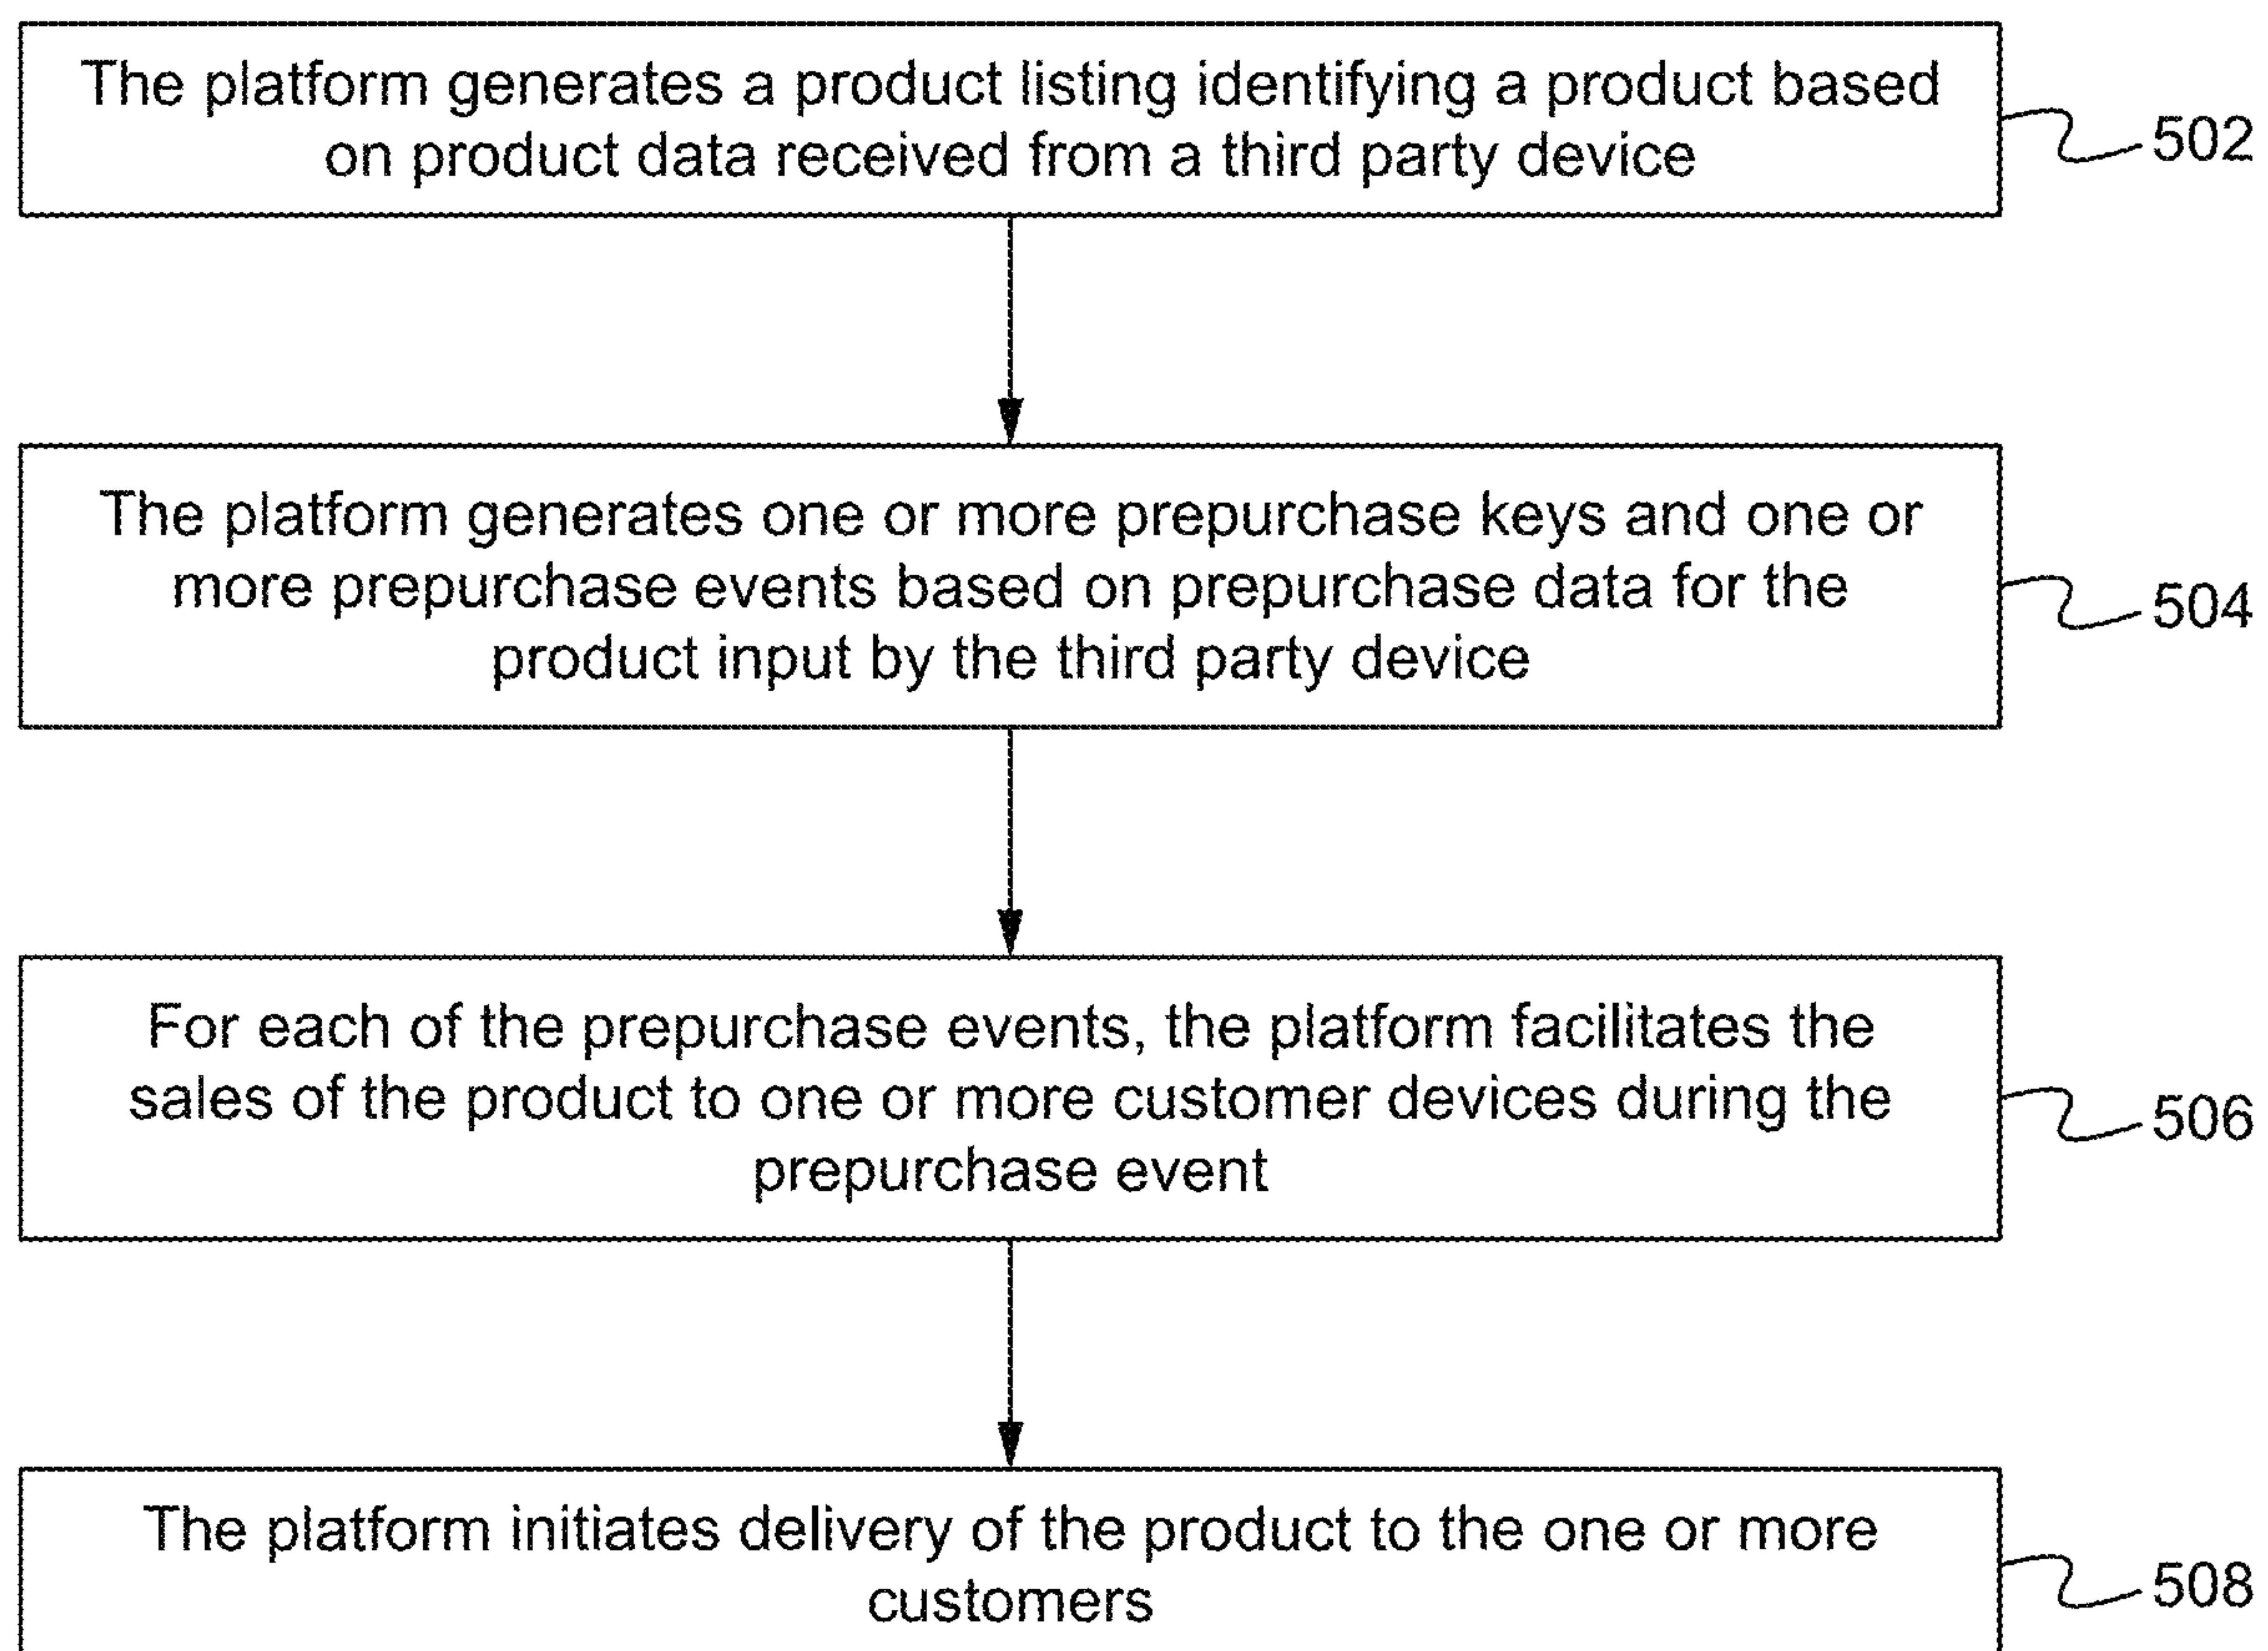 The platform generates a product listing identifying a product based
on product data received from a third party device
502
The platform generates one or more prepurchase keys and one or
more prepurchase events based on prepurchase data for the
product input by the third party device
504
For each of the prepurchase events, the platform facilitates the
sales of the product to one or more customer devices during the
prepurchase event
506
The platform initiates delivery of the product to the one or more
customers
508